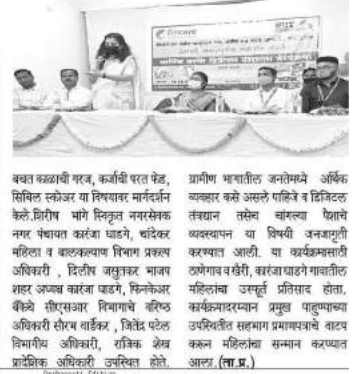 बचत काळाची गरज, कर्जाची परत फेड,
सिबिल स्कोअर या विषयावर मार्गदर्शन
केले.शिरीष भांगे स्विकृत नगरसेवक
नगर पंचायत कारंजा घाडगे, चांदेकर
महिला व बालकल्याण विभाग प्रकल्प
अधिकारी , दिलीप जसुतकर भाजप
शहर अध्यक्ष कारंजा घाडगे, फिनकेअर
बँकेचे सीएसआर विभागाचे वरिष्ठ
अधिकारी सौरभ वार्डेकर , जितेंद्र पटेल
विभागीय अधिकारी, राजिक शेख
प्रादेशिक अधिकारी उपस्थित होते.
ग्रामीण भागातील जनतेमध्ये अर्थिक
व्यवहार कसे असले पाहिजे व डिजिटल
तंत्रज्ञान तसेच चांगल्या पैशाचे
व्यवस्थापन या विषयी जनजागृती
करण्यात आली. या कार्यक्रमासाठी
ठाणेगाव व खैरी, कारंजा घाडगे गावातील
महिलांचा उस्फूर्त प्रतिसाद होता.
कार्यक्रमादरम्यान प्रमुख पाहुण्याच्या
उपस्थितीत सहभाग प्रमाणपत्राचे वाटप
करून महिलांचा सन्मान करण्यात
आला.(ता.प्र.)